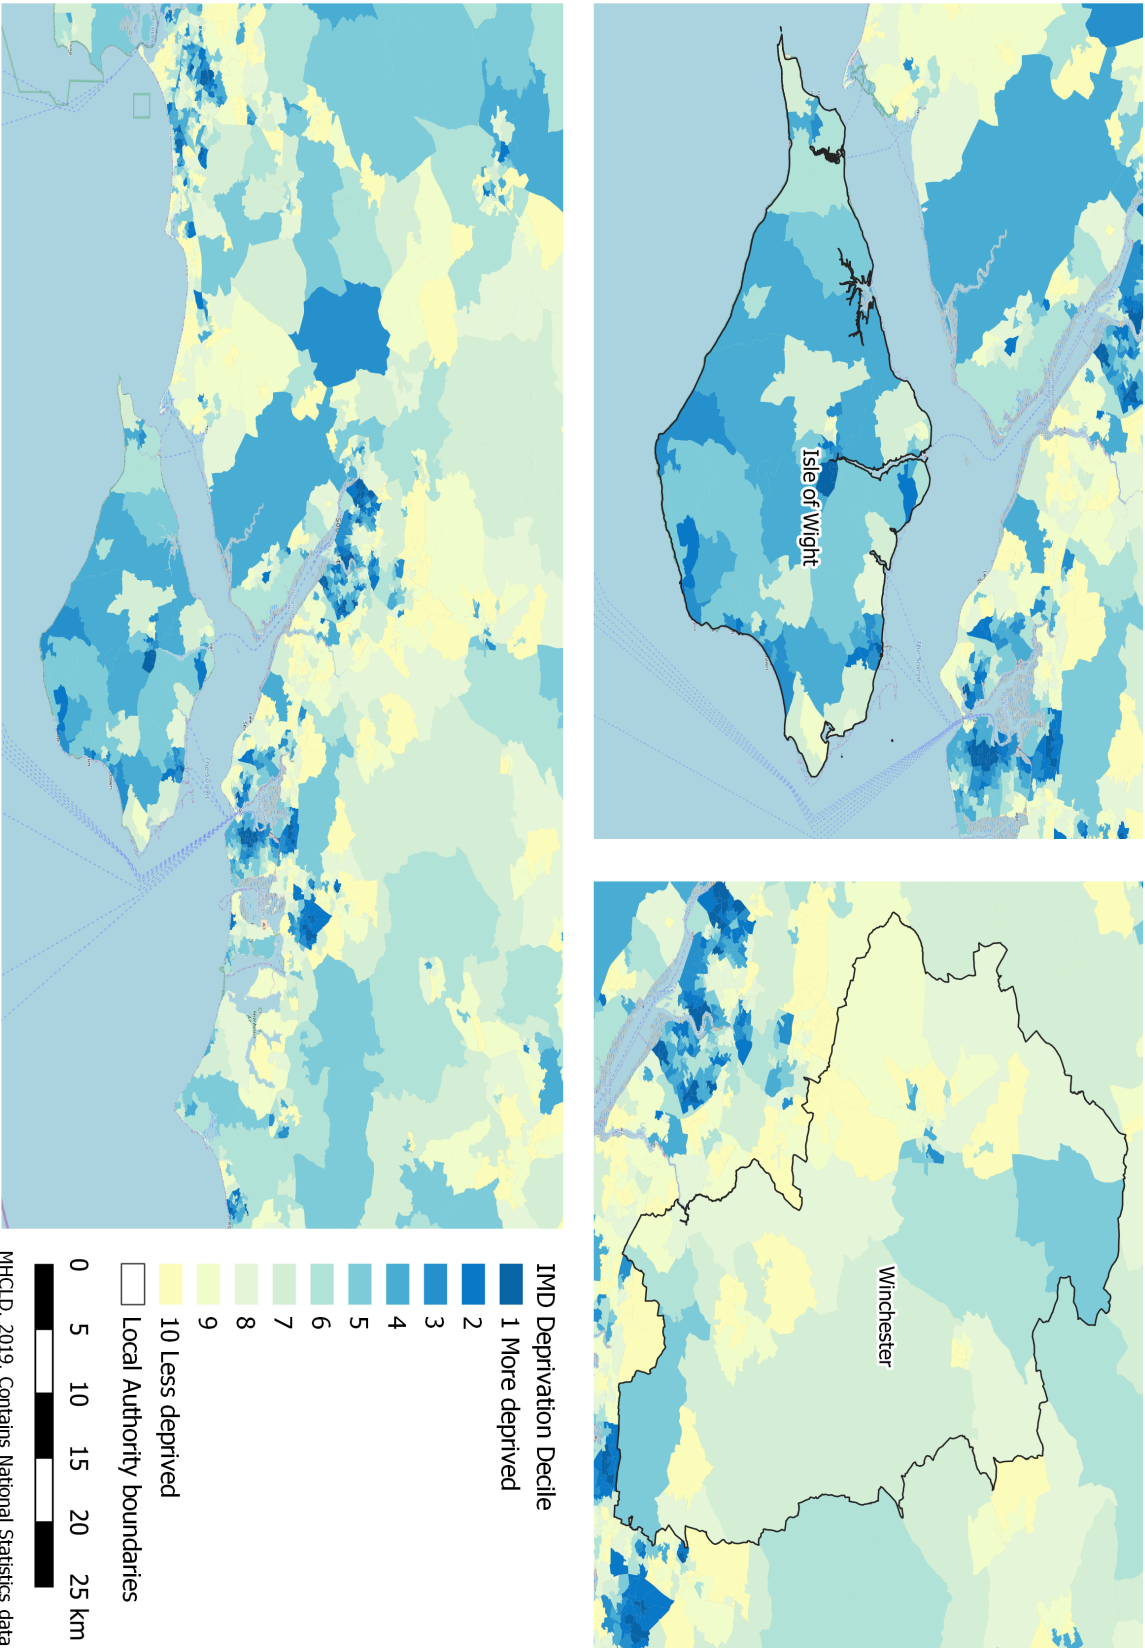 Isle of Wight
Winchester
IMD Deprivation Decile
1 More deprived
2
3
4
5
6
7
8
9
10 Less deprived
Local Authority boundaries
0 5 10 15 20 25 km
MHCLD, 2019. Contains National Statistics data